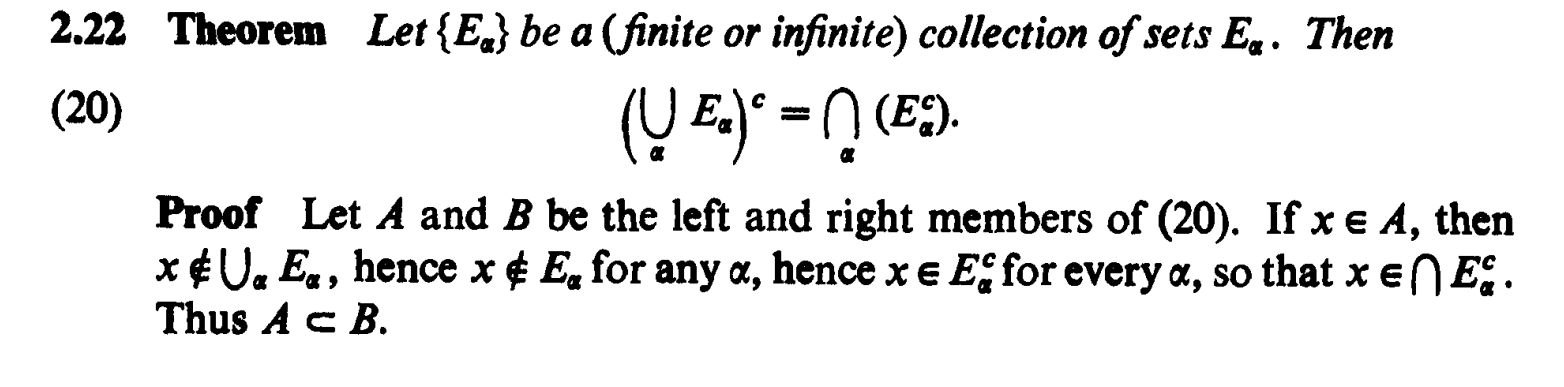 2.22 Theorem Let {E_α} be a (finite or infinite) collection of sets E_α. Then
(20) (⋃_α E_α)^c = ⋂_α (E_α^c).
Proof Let A and B be the left and right members of (20). If x ∈ A, then
x ∉ ⋃_α E_α, hence x ∉ E_α for any α, hence x ∈ E_α^c for every α, so that x ∈ ⋂ E_α^c.
Thus A ⊂ B.